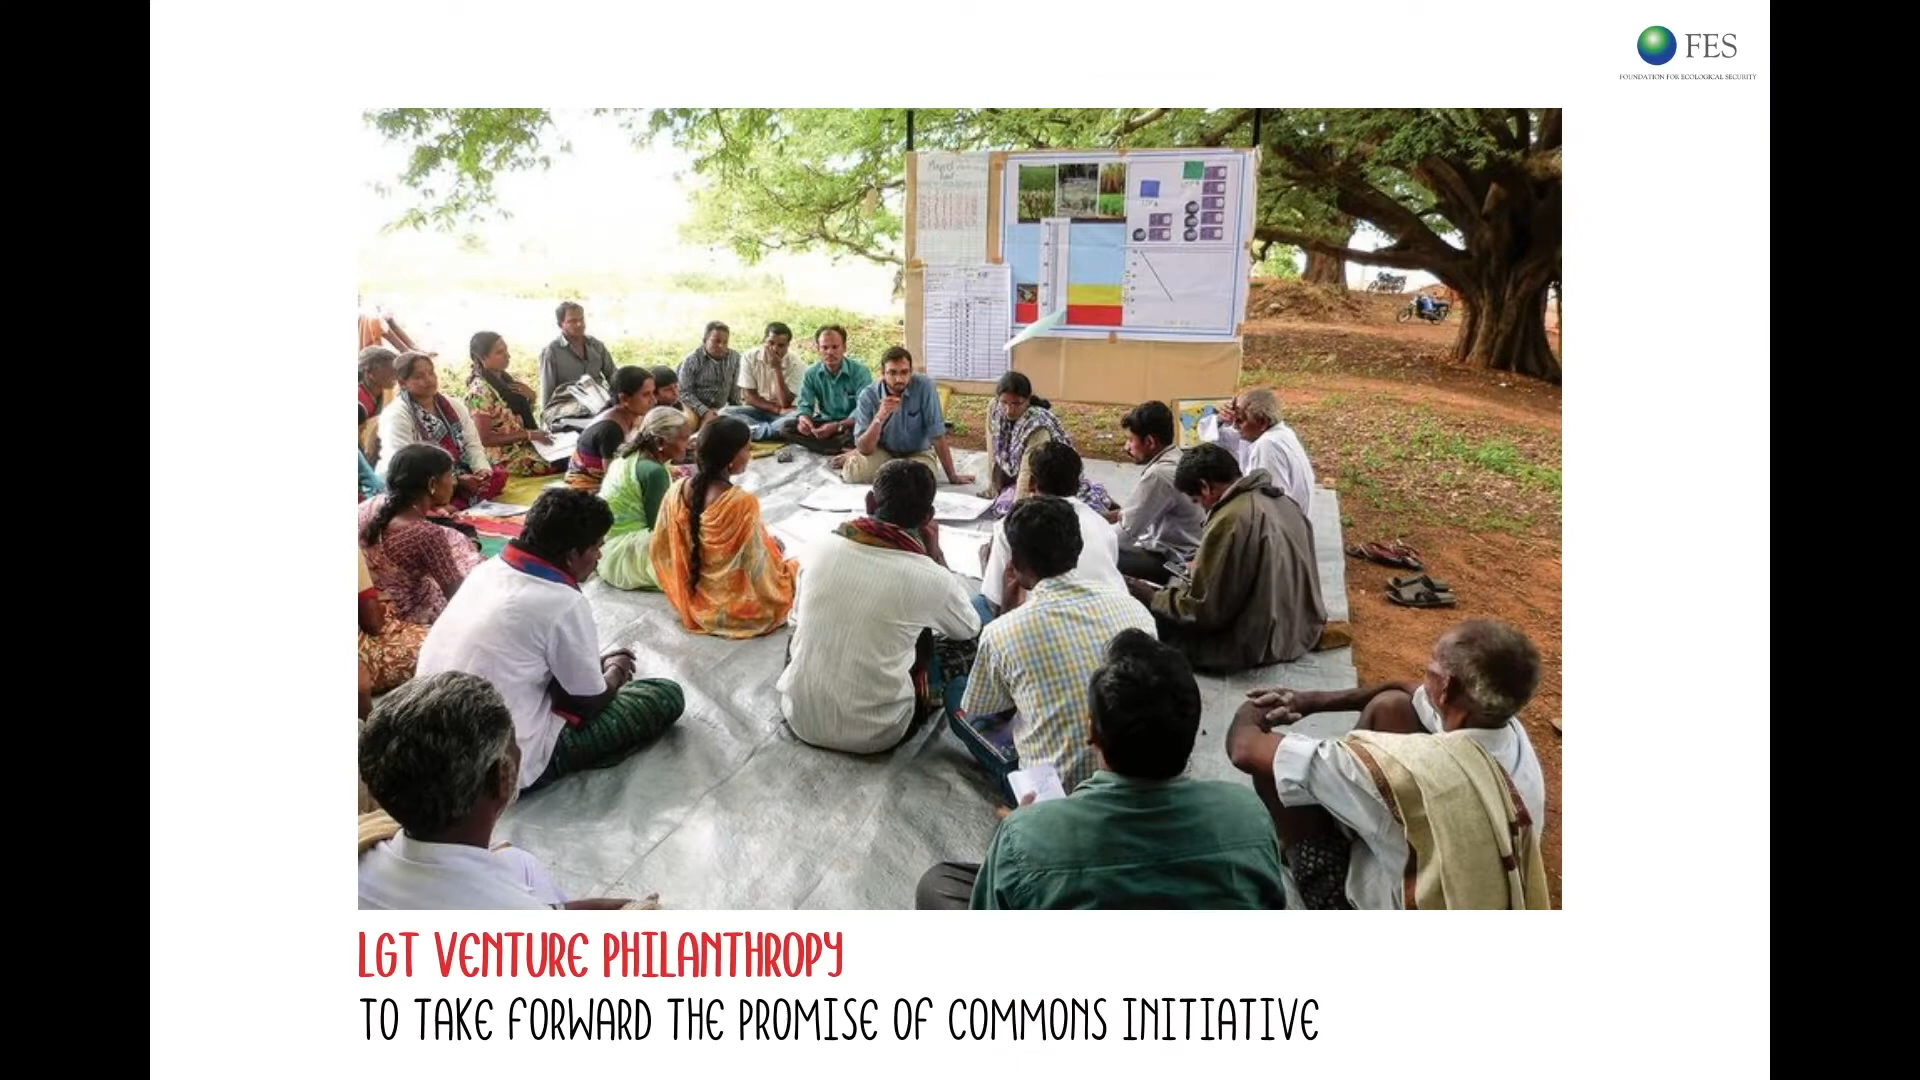 FES
FOUNDATION FOR ECOLOGICAL SECURITY
LGT VENTURE PHILANTHROPY
TO TAKE FORWARD THE PROMISE OF COMMONS INITIATIVE